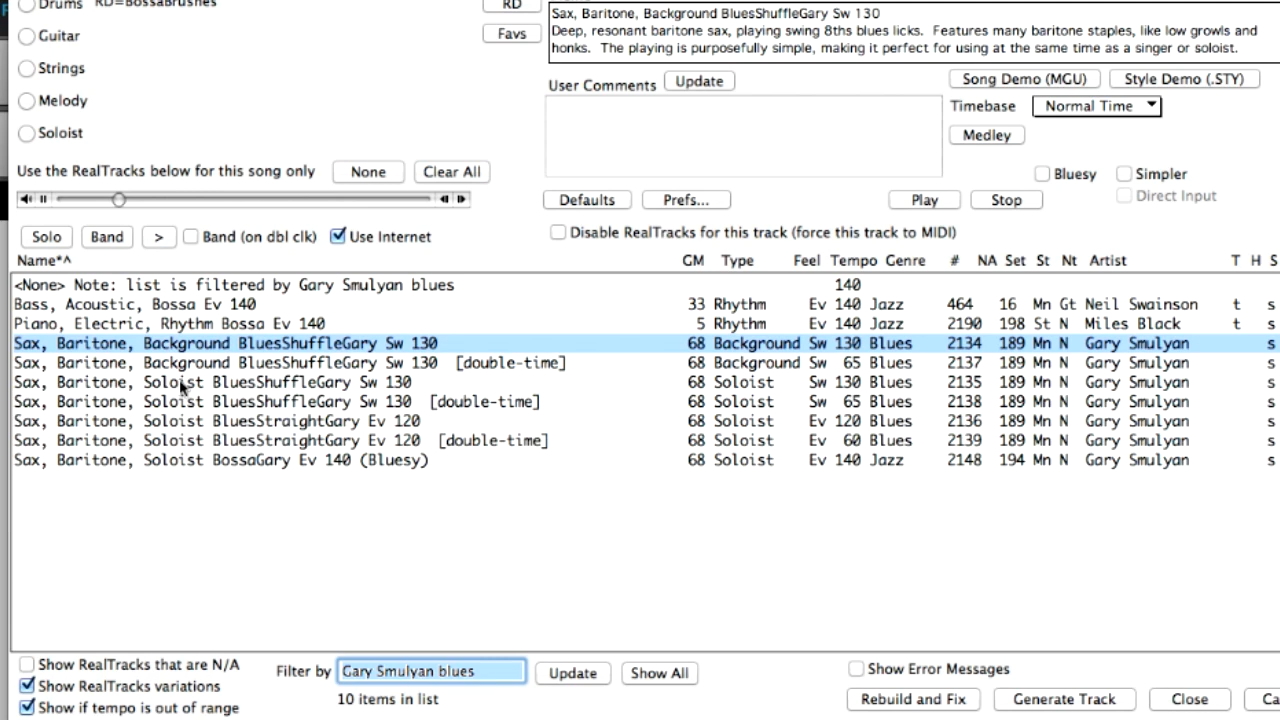 Drums RD=BossaBrushes
RD
Guitar
Favs
Strings
Melody
Soloist
Sax, Baritone, Background BluesShuffleGary Sw 130
Deep, resonant baritone sax, playing swing 8ths blues licks. Features many baritone staples, like low growls and
honks. The playing is purposefully simple, making it perfect for using at the same time as a singer or soloist.
User Comments Update
Song Demo (MGU) Style Demo (.STY)
Timebase Normal Time
Medley
Use the RealTracks below for this song only None Clear All
Bluesy Simpler
Direct Input
Defaults Prefs... Play Stop
Solo Band > Band (on dbl clk) Use Internet
Disable RealTracks for this track (force this track to MIDI)
Name*^ GM Type Feel Tempo Genre # NA Set St Nt Artist T H S
<None> Note: list is filtered by Gary Smulyan blues 140
Bass, Acoustic, Bossa Ev 140 33 Rhythm Ev 140 Jazz 464 16 Mn Gt Neil Swainson t s
Piano, Electric, Rhythm Bossa Ev 140 5 Rhythm Ev 140 Jazz 2190 198 St N Miles Black t s
Sax, Baritone, Background BluesShuffleGary Sw 130 68 Background Sw 130 Blues 2134 189 Mn N Gary Smulyan s
Sax, Baritone, Background BluesShuffleGary Sw 130 [double-time] 68 Background Sw 65 Blues 2137 189 Mn N Gary Smulyan s
Sax, Baritone, Soloist BluesShuffleGary Sw 130 68 Soloist Sw 130 Blues 2135 189 Mn N Gary Smulyan s
Sax, Baritone, Soloist BluesShuffleGary Sw 130 [double-time] 68 Soloist Sw 65 Blues 2138 189 Mn N Gary Smulyan s
Sax, Baritone, Soloist BluesStraightGary Ev 120 68 Soloist Ev 120 Blues 2136 189 Mn N Gary Smulyan s
Sax, Baritone, Soloist BluesStraightGary Ev 120 [double-time] 68 Soloist Ev 60 Blues 2139 189 Mn N Gary Smulyan s
Sax, Baritone, Soloist BossaGary Ev 140 (Bluesy) 68 Soloist Ev 140 Jazz 2148 194 Mn N Gary Smulyan s
Show RealTracks that are N/A
Show RealTracks variations
Show if tempo is out of range
Filter by Gary Smulyan blues Update Show All
10 items in list
Show Error Messages
Rebuild and Fix Generate Track Close Ca